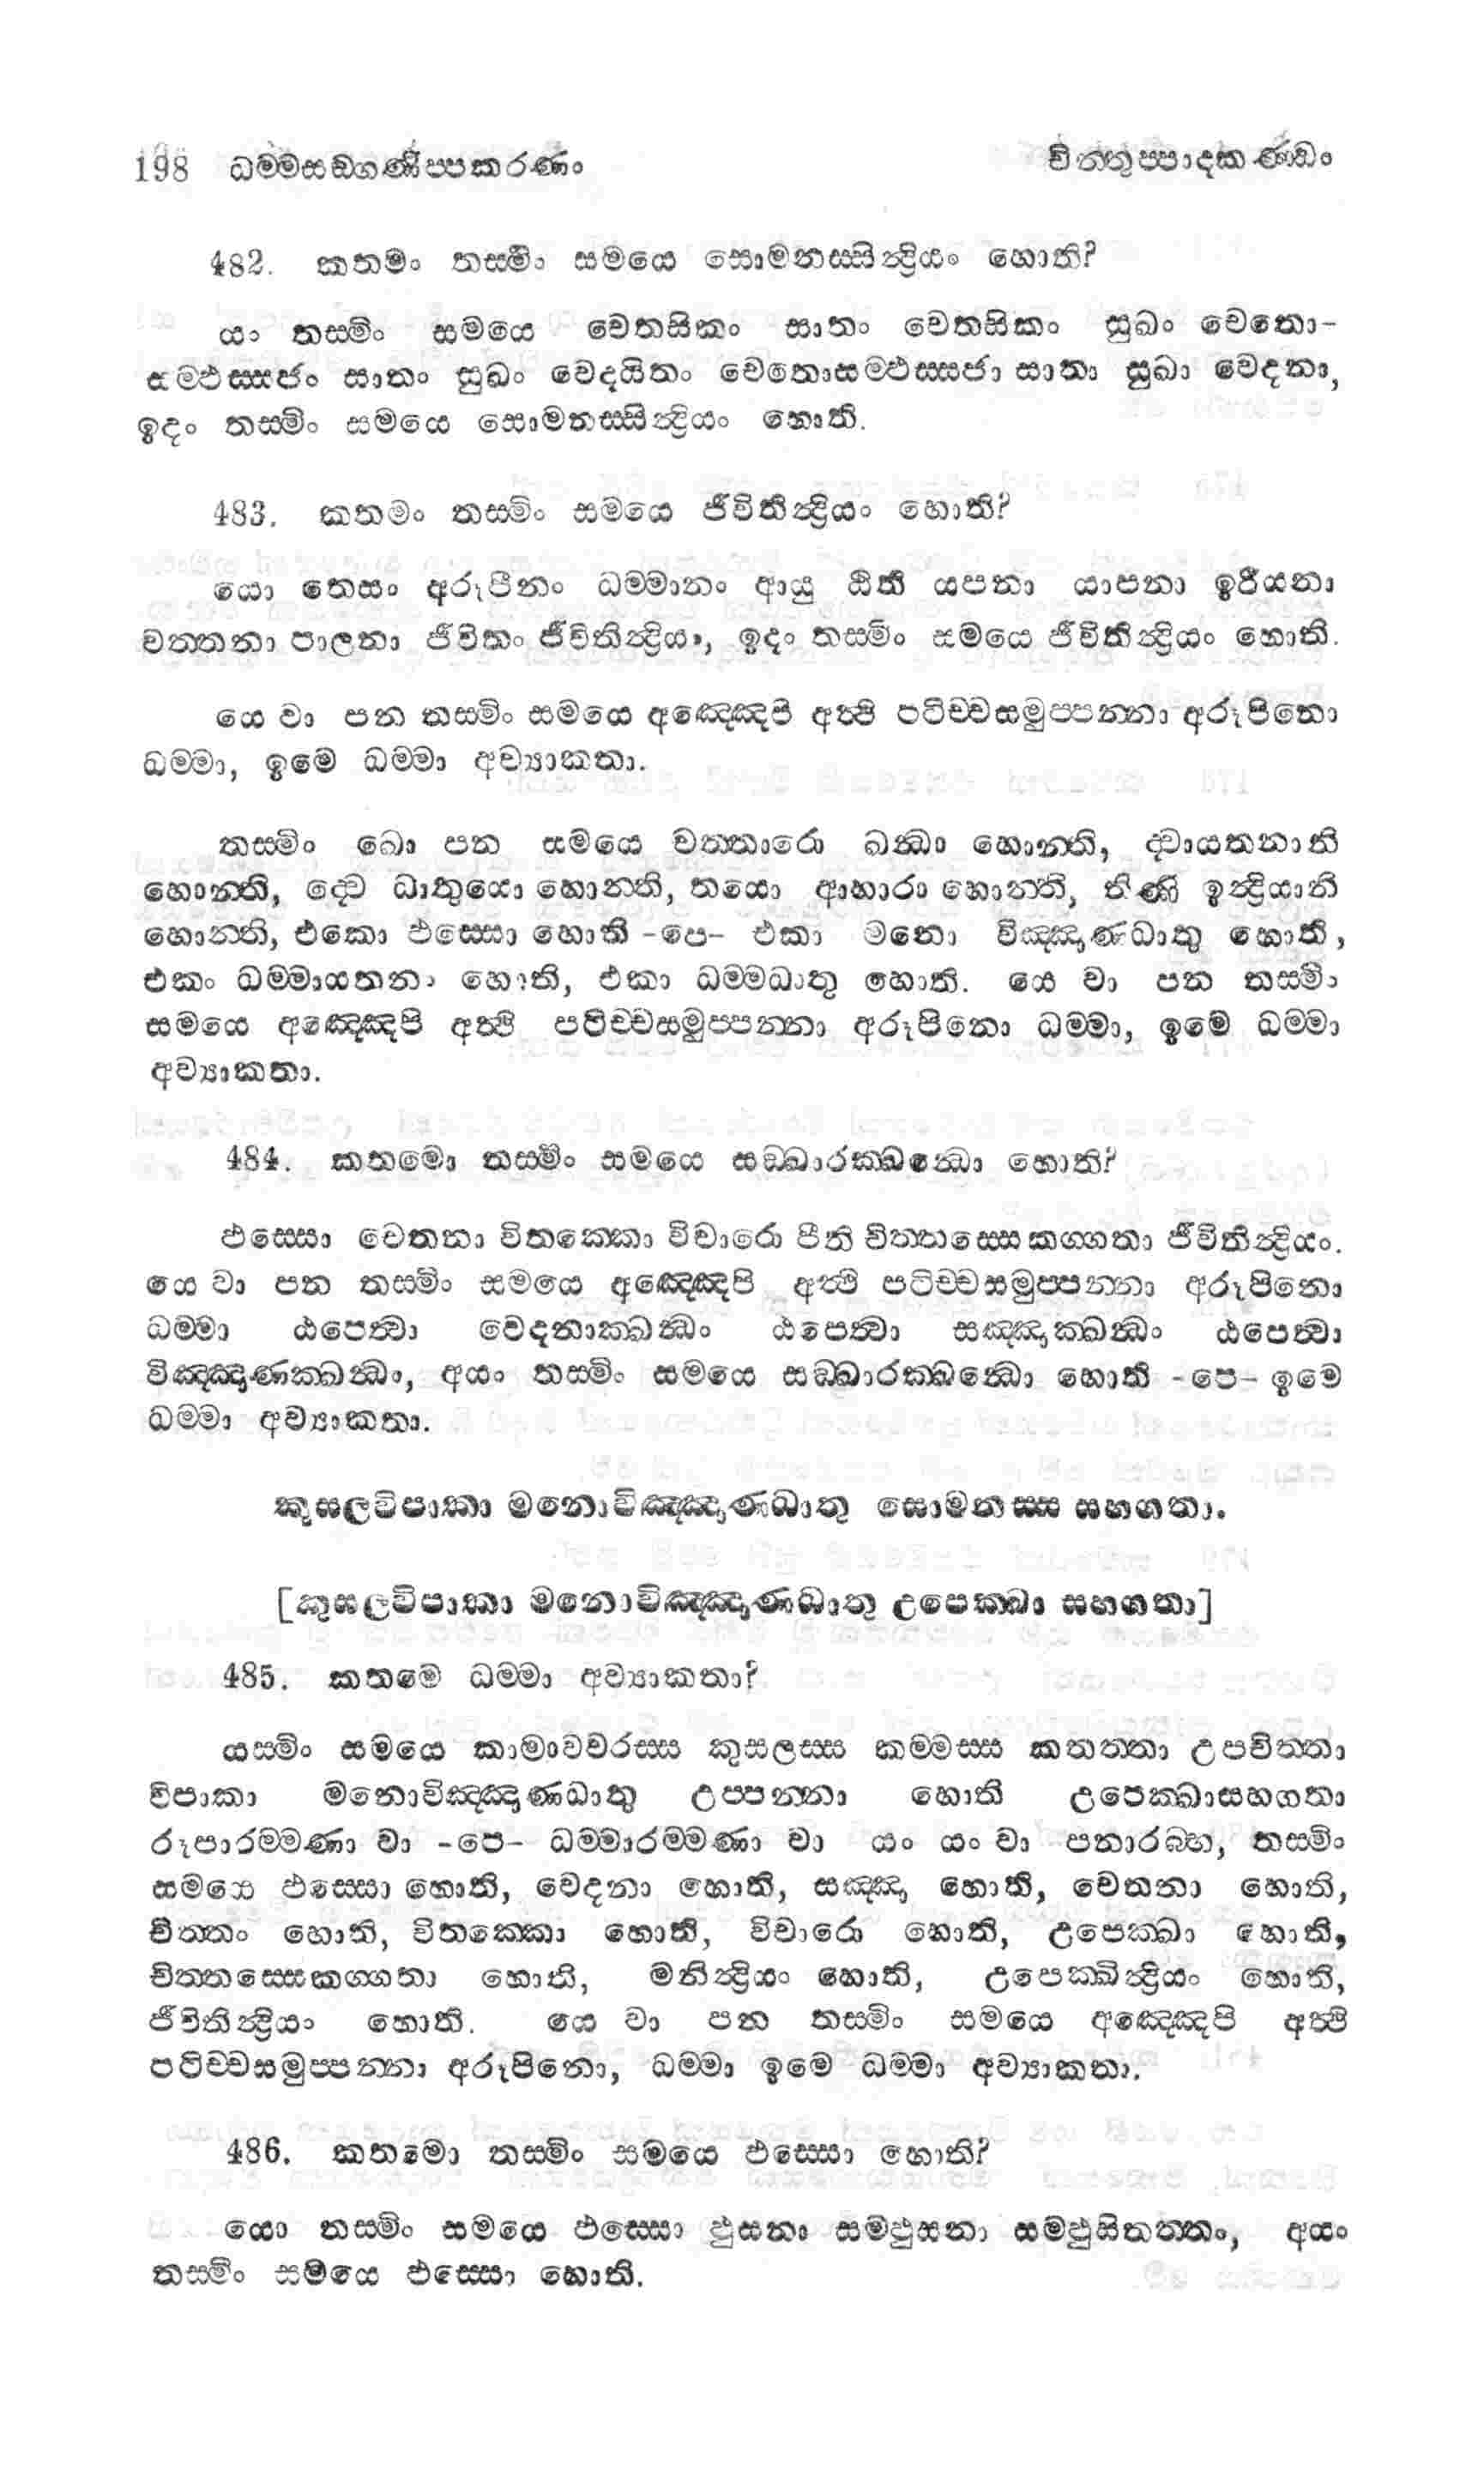 198 ධම්මසඞ්ගණිප්පකරණං චිත්තුප්පාදකණ්ඩං
482. කතමං තස්මිං සමයෙ සොමනස්සින්ද්‍රියං හොති?
යං තස්මිං සමයෙ චෙතසිකං සාතං චෙතසිකං සුඛං චෙතො-
සම්ඵස්සජං සාතං සුඛං වෙදයිතං චෙතොසම්ඵස්සජා සාතා සුඛා වෙදනා,
ඉදං තස්මිං සමයෙ සොමනස්සින්ද්‍රියං හොති.
483. කතමං තස්මිං සමයෙ ජීවිතින්ද්‍රියං හොති?
යො තෙසං අරූපීනං ධම්මානං ආයු ඨිති යපනා යාපනා ඉරීයනා
වත්තනා පාලනා ජීවිතං ජීවිතින්ද්‍රියං, ඉදං තස්මිං සමයෙ ජීවිතින්ද්‍රියං හොති.
යෙ වා පන තස්මිං සමයෙ අඤ්ඤෙපි අත්ථි පටිච්චසමුප්පන්නා අරූපිනො
ධම්මා, ඉමෙ ධම්මා අව්‍යාකතා.
තස්මිං ඛො පන සමයෙ චත්තාරො ඛන්ධා හොන්ති, ද්වායතනානි
හොන්ති, ද්වෙ ධාතුයො හොන්ති, තයො ආහාරා හොන්ති, තිණි ඉන්ද්‍රියානි
හොන්ති, එකො ඵස්සො හොති -පෙ- එකා මනො විඤ්ඤාණධාතු හොති,
එකං ධම්මායතනං හොති, එකා ධම්මධාතු හොති. යෙ වා පන තස්මිං
සමයෙ අඤ්ඤෙපි අත්ථි පටිච්චසමුප්පන්නා අරූපිනො ධම්මා, ඉමෙ ධම්මා
අව්‍යාකතා.
484. කතමො තස්මිං සමයෙ සඞ්ඛාරක්ඛන්ධො හොති?
ඵස්සො චෙතනා විතක්කො විචාරො පීති චිත්තස්සෙකග්ගතා ජීවිතින්ද්‍රියං.
යෙ වා පන තස්මිං සමයෙ අඤ්ඤෙපි අත්ථි පටිච්චසමුප්පන්නා අරූපිනො
ධම්මා ඨපෙත්වා වෙදනාක්ඛන්ධං ඨපෙත්වා සඤ්ඤාක්ඛන්ධං ඨපෙත්වා
විඤ්ඤාණක්ඛන්ධං, අයං තස්මිං සමයෙ සඞ්ඛාරක්ඛන්ධො හොති -පෙ- ඉමෙ
ධම්මා අව්‍යාකතා.
කුසලවිපාකා මනොවිඤ්ඤාණධාතු සොමනස්ස සහගතා.
[කුසලවිපාකා මනොවිඤ්ඤාණධාතු උපෙක්ඛා සහගතා]
485. කතමෙ ධම්මා අව්‍යාකතා?
යස්මිං සමයෙ කාමාවචරස්ස කුසලස්ස කම්මස්ස කතත්තා උපචිත්තා
විපාකා මනොවිඤ්ඤාණධාතු උප්පන්නා හොති උපෙක්ඛාසහගතා
රූපාරම්මණා වා -පෙ- ධම්මාරම්මණා වා යං යං වා පනාරබ්භ, තස්මිං
සමයෙ ඵස්සො හොති, වෙදනා හොති, සඤ්ඤා හොති, චෙතනා හොති,
චිත්තං හොති, විතක්කො හොති, විචාරො හොති, උපෙක්ඛා හොති,
චිත්තස්සෙකග්ගතා හොති, මනින්ද්‍රියං හොති, උපෙක්ඛින්ද්‍රියං හොති,
ජීවිතින්ද්‍රියං හොති. යෙ වා පන තස්මිං සමයෙ අඤ්ඤෙපි අත්ථි
පටිච්චසමුප්පන්නා අරූපිනො, ධම්මා ඉමෙ ධම්මා අව්‍යාකතා.
486. කතමො තස්මිං සමයෙ ඵස්සො හොති?
යො තස්මිං සමයෙ ඵස්සො ඵුසනා සම්ඵුසනා සම්ඵුසිතත්තං, අයං
තස්මිං සමයෙ ඵස්සො හොති.